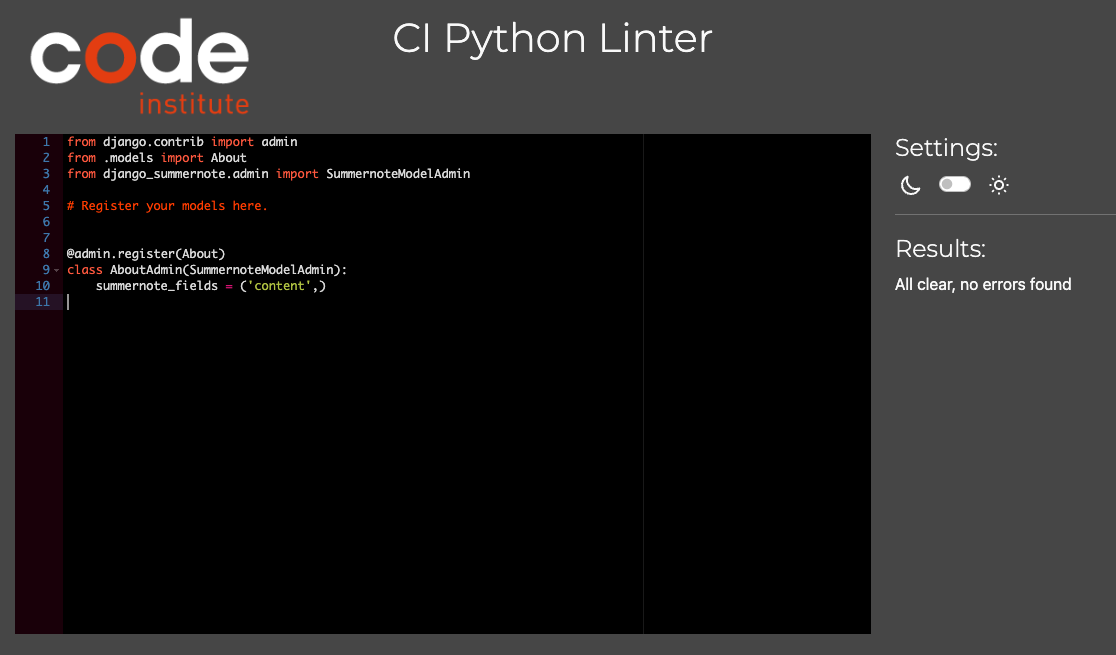 code
institute
CI Python Linter
1 from django.contrib import admin
2 from .models import About
3 from django_summernote.admin import SummernoteModelAdmin
4
5 # Register your models here.
6
7
8 @admin.register(About)
9 class AboutAdmin(SummernoteModelAdmin):
10     summernote_fields = ('content',)
11
Settings:
Results:
All clear, no errors found